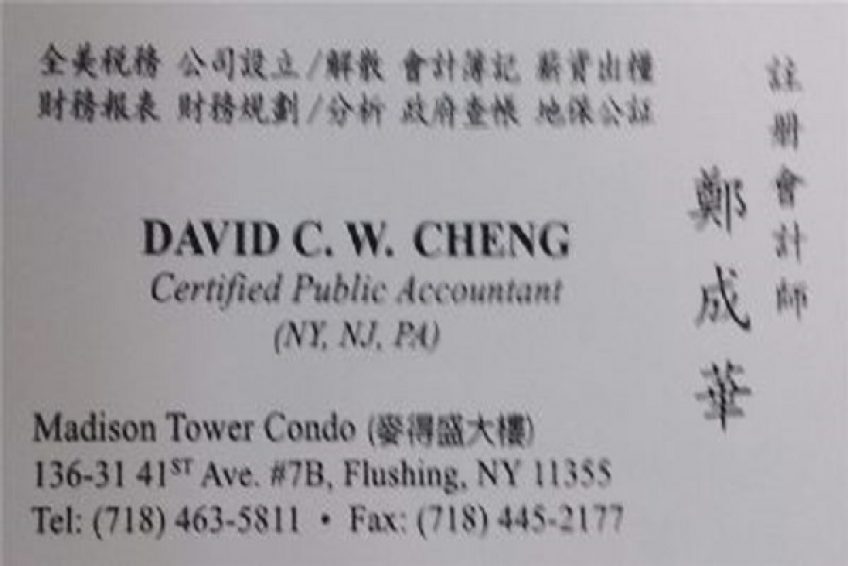 全美税務 公司設立/解散 會計簿記 薪資出糧
財務報表 財務規劃/分析 政府查帳 地保公証
註册會計師
鄭成華
DAVID C. W. CHENG
Certified Public Accountant
(NY, NJ, PA)
Madison Tower Condo (麥得盛大樓)
136-31 41ST Ave. #7B, Flushing, NY 11355
Tel: (718) 463-5811 • Fax: (718) 445-2177